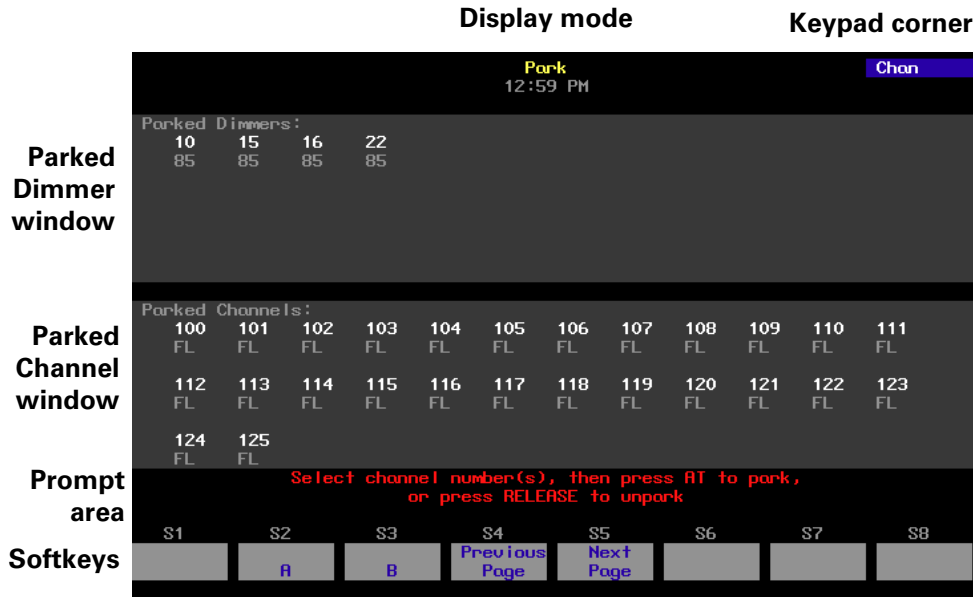 Display mode
Keypad corner
Park
Chan
12:59 PM
Parked Dimmers:
10 15 16 22
85 85 85 85
Parked
Dimmer
window
Parked Channels:
100 101 102 103 104 105 106 107 108 109 110 111
FL FL FL FL FL FL FL FL FL FL FL FL
112 113 114 115 116 117 118 119 120 121 122 123
FL FL FL FL FL FL FL FL FL FL FL FL
124 125
FL FL
Parked
Channel
window
Select channel number(s), then press AT to park,
or press RELEASE to unpark
Prompt
area
S1 S2 S3 S4 S5 S6 S7 S8
Softkeys
A
B
Previous
Page
Next
Page